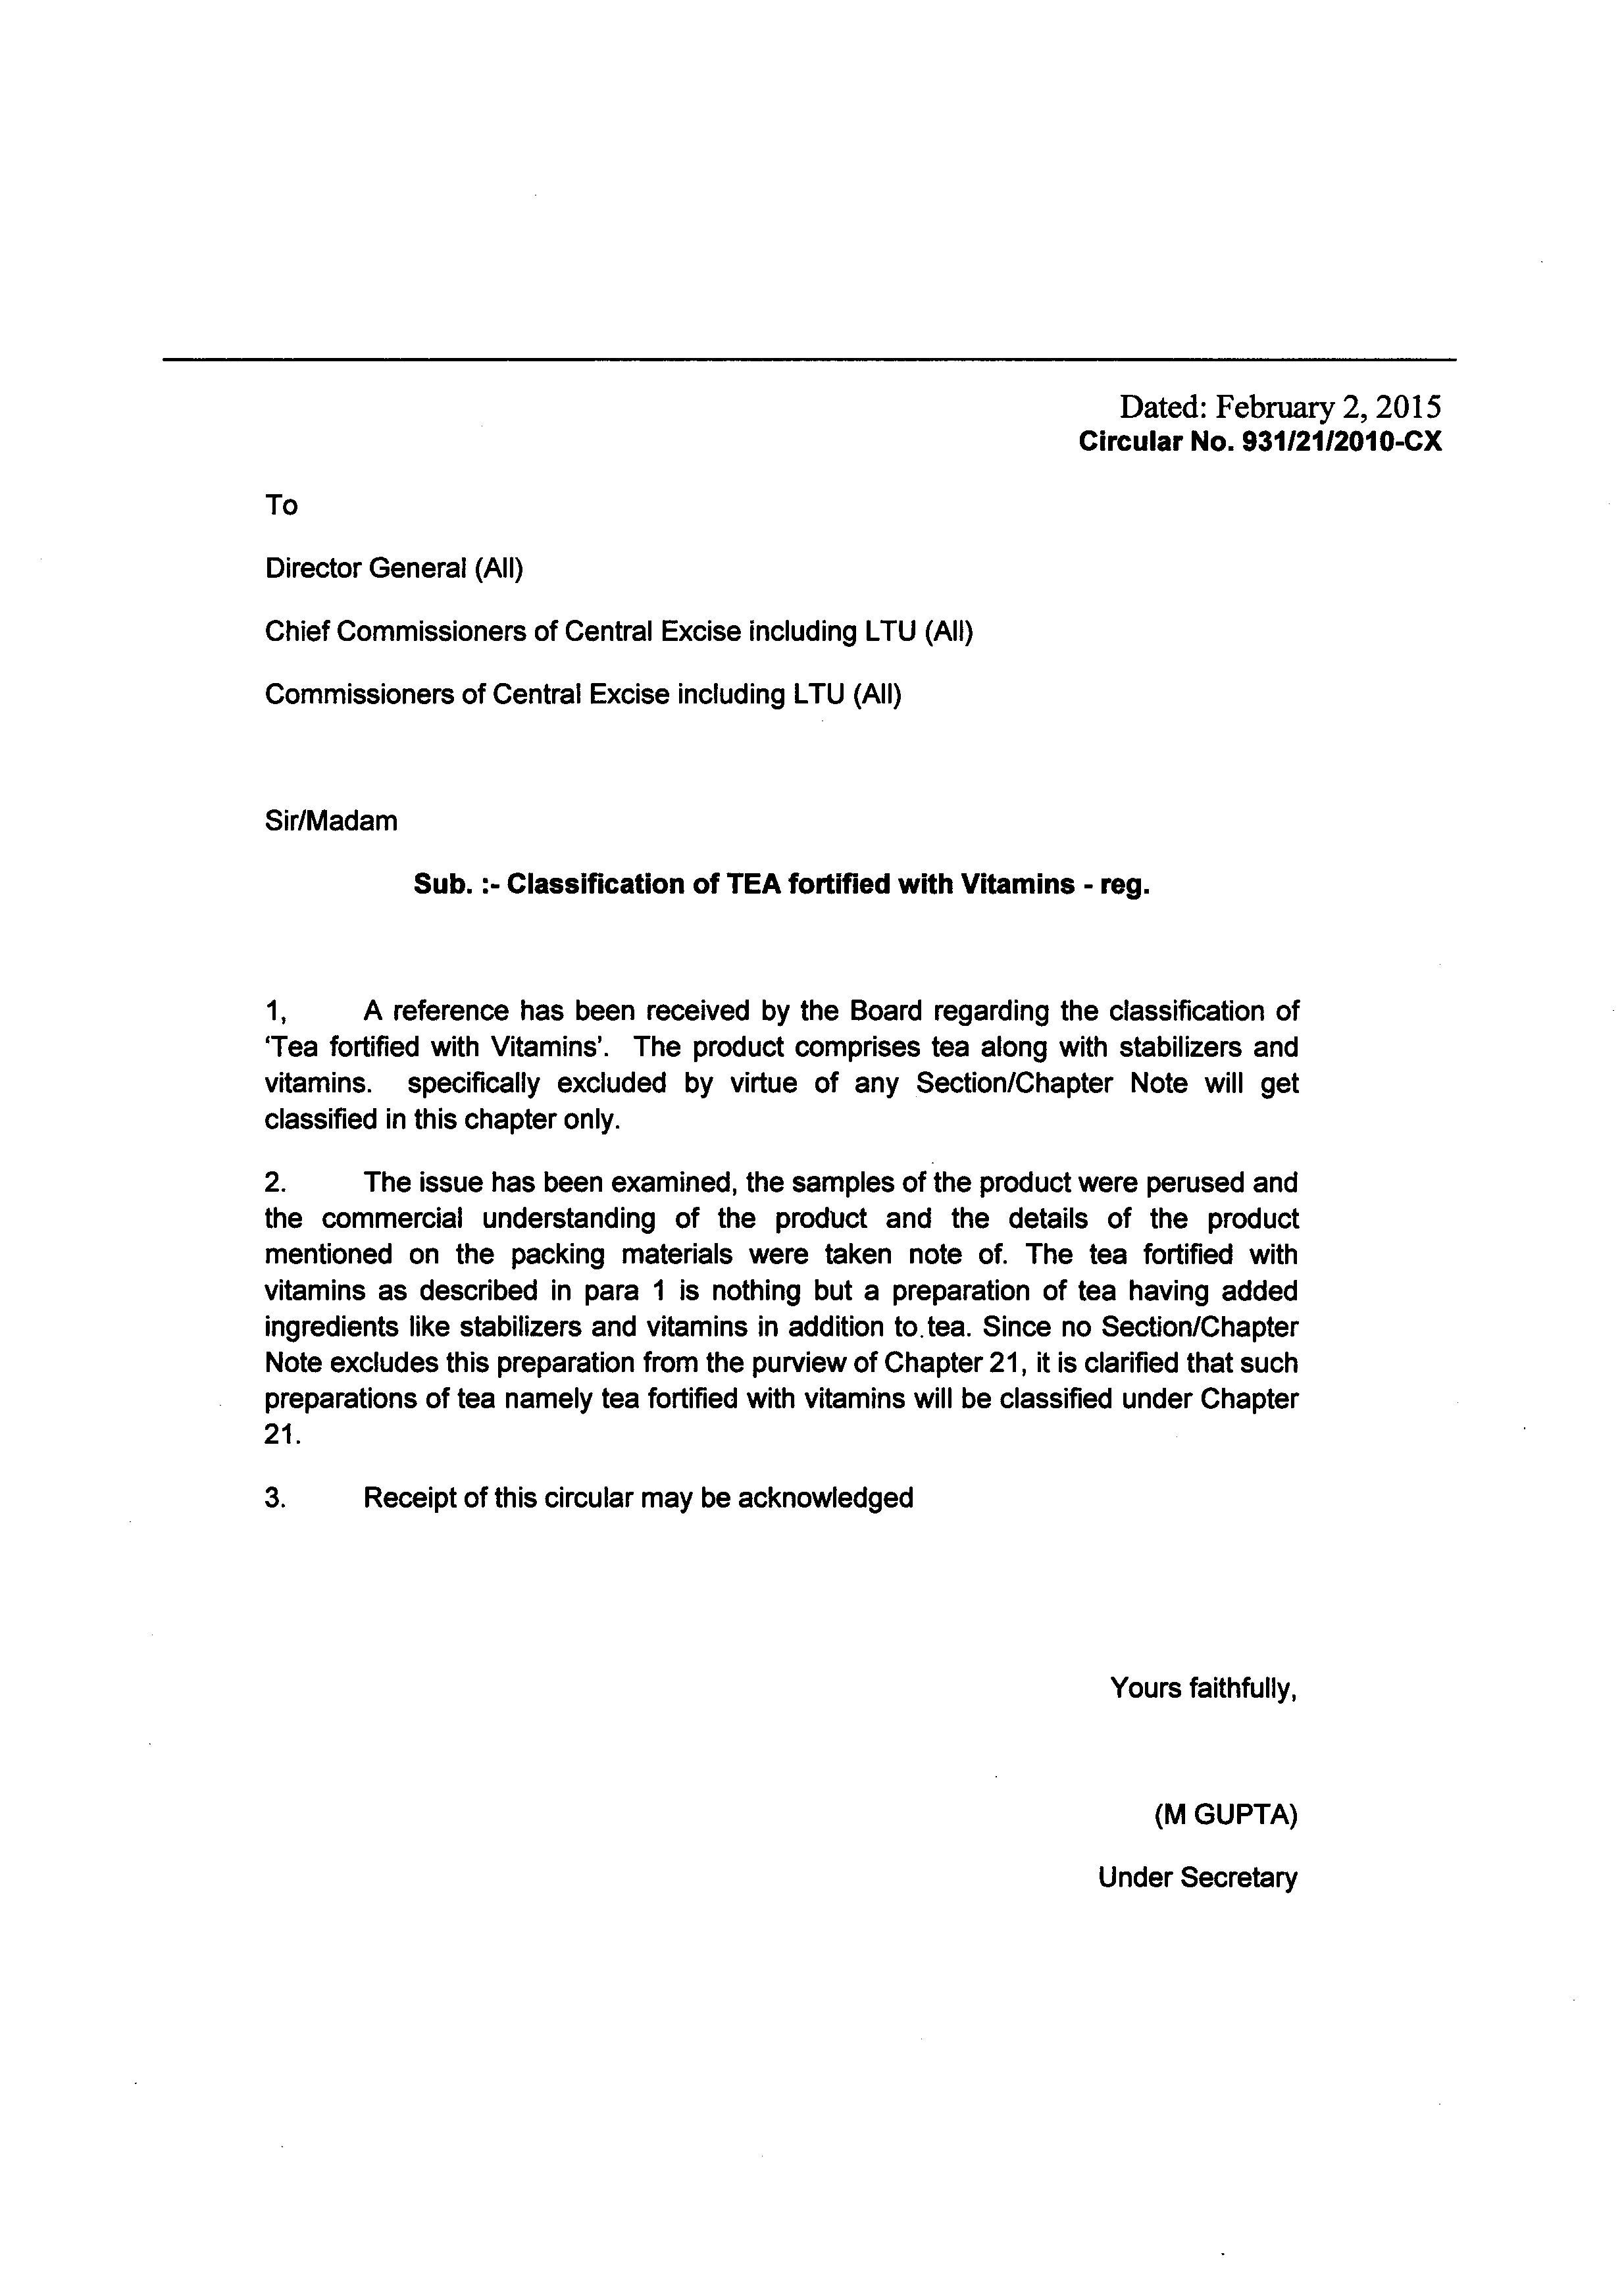 Dated: February 2, 2015
Circular No. 931/21/2010-CX
To
Director General (All)
Chief Commissioners of Central Excise including LTU (All)
Commissioners of Central Excise including LTU (All)
Sir/Madam
Sub. :- Classification of TEA fortified with Vitamins - reg.
1, A reference has been received by the Board regarding the classification of
‘Tea fortified with Vitamins’. The product comprises tea along with stabilizers and
vitamins. specifically excluded by virtue of any Section/Chapter Note will get
classified in this chapter only.
2. The issue has been examined, the samples of the product were perused and
the commercial understanding of the product and the details of the product
mentioned on the packing materials were taken note of. The tea fortified with
vitamins as described in para 1 is nothing but a preparation of tea having added
ingredients like stabilizers and vitamins in addition to tea. Since no Section/Chapter
Note excludes this preparation from the purview of Chapter 21, it is clarified that such
preparations of tea namely tea fortified with vitamins will be classified under Chapter
21.
3. Receipt of this circular may be acknowledged
Yours faithfully,
(M GUPTA)
Under Secretary